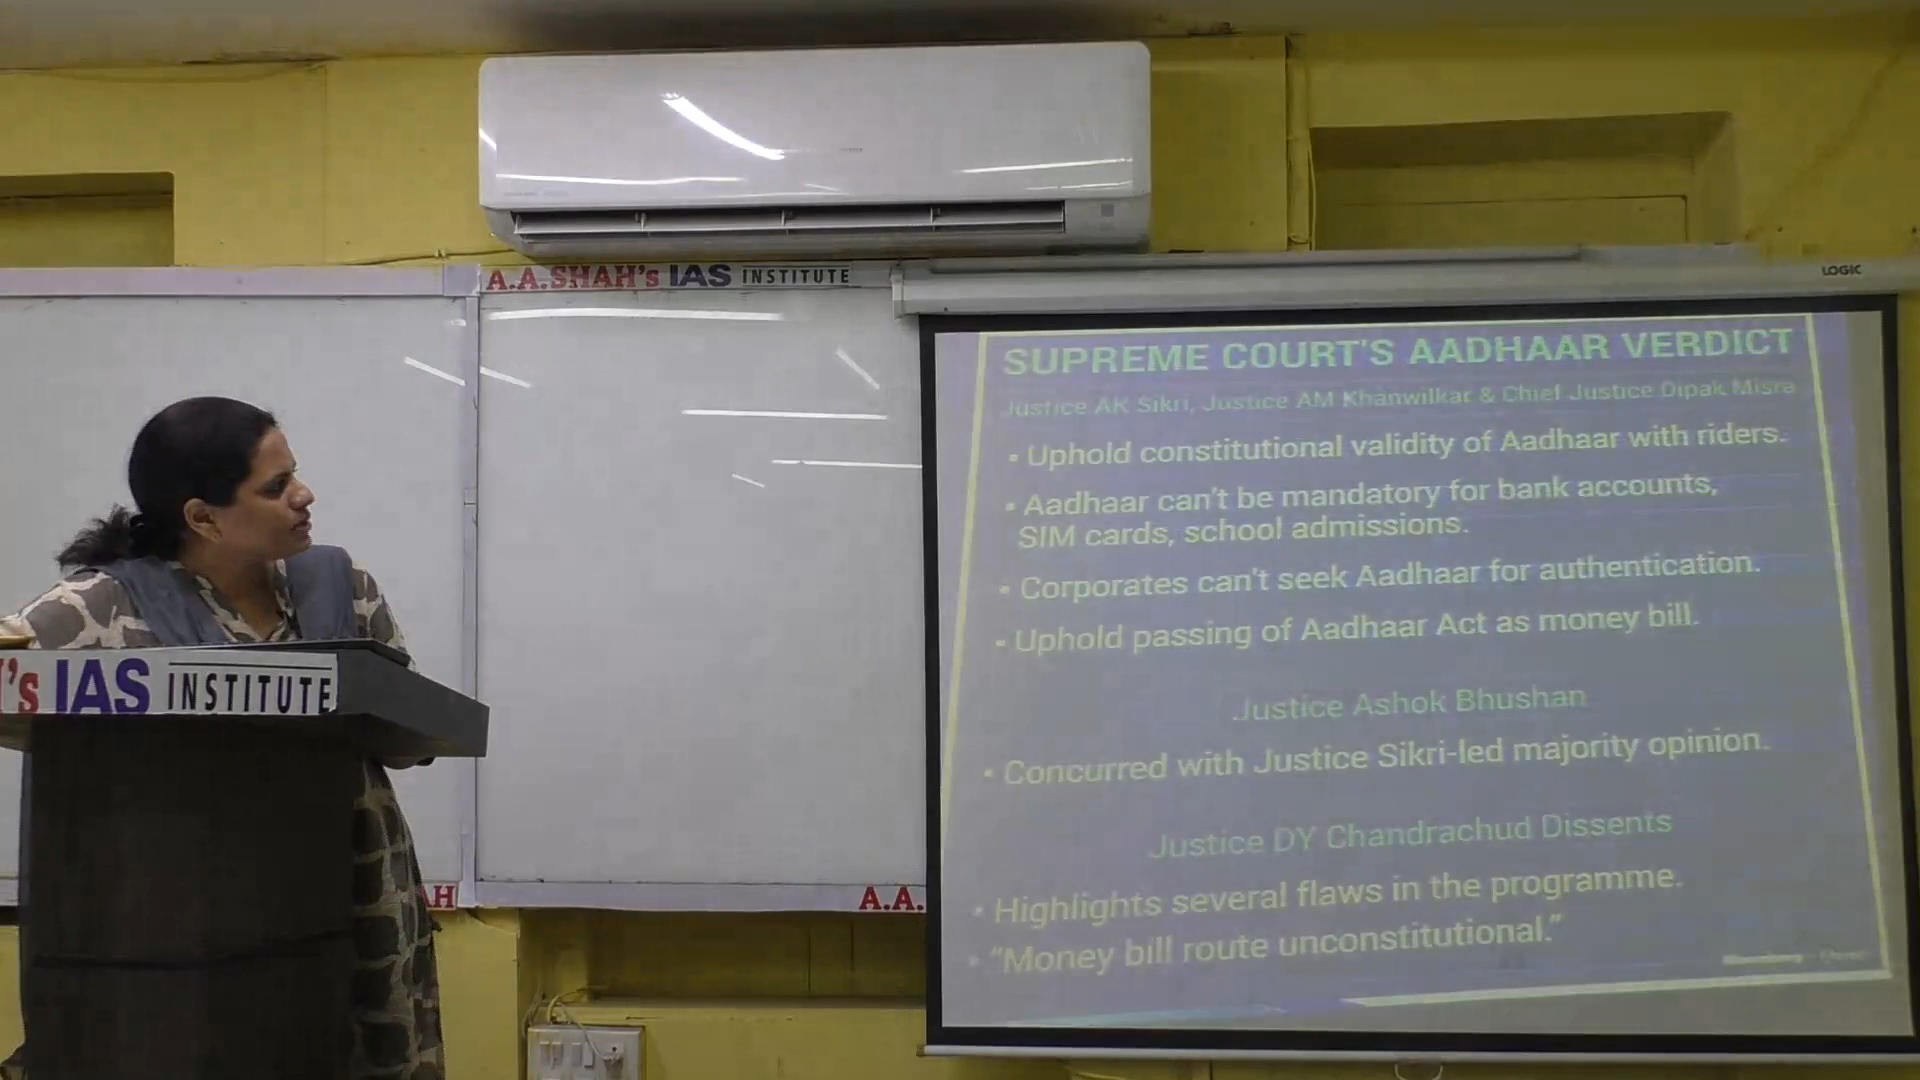 A.A.SHAH's IAS INSTITUTE
LOGIC
SUPREME COURT'S AADHAAR VERDICT
Justice AK Sikri, Justice AM Khanwilkar & Chief Justice Dipak Misra
• Uphold constitutional validity of Aadhaar with riders.
• Aadhaar can't be mandatory for bank accounts,
SIM cards, school admissions.
• Corporates can't seek Aadhaar for authentication.
• Uphold passing of Aadhaar Act as money bill.
Justice Ashok Bhushan
• Concurred with Justice Sikri-led majority opinion.
Justice DY Chandrachud Dissents
• Highlights several flaws in the programme.
• "Money bill route unconstitutional."
's IAS INSTITUTE
AH
A.A.